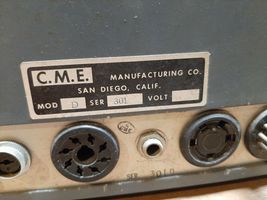 C.M.E. MANUFACTURING CO.
SAN DIEGO, CALIF.
MOD D SER 301 VOLT
SER 301D